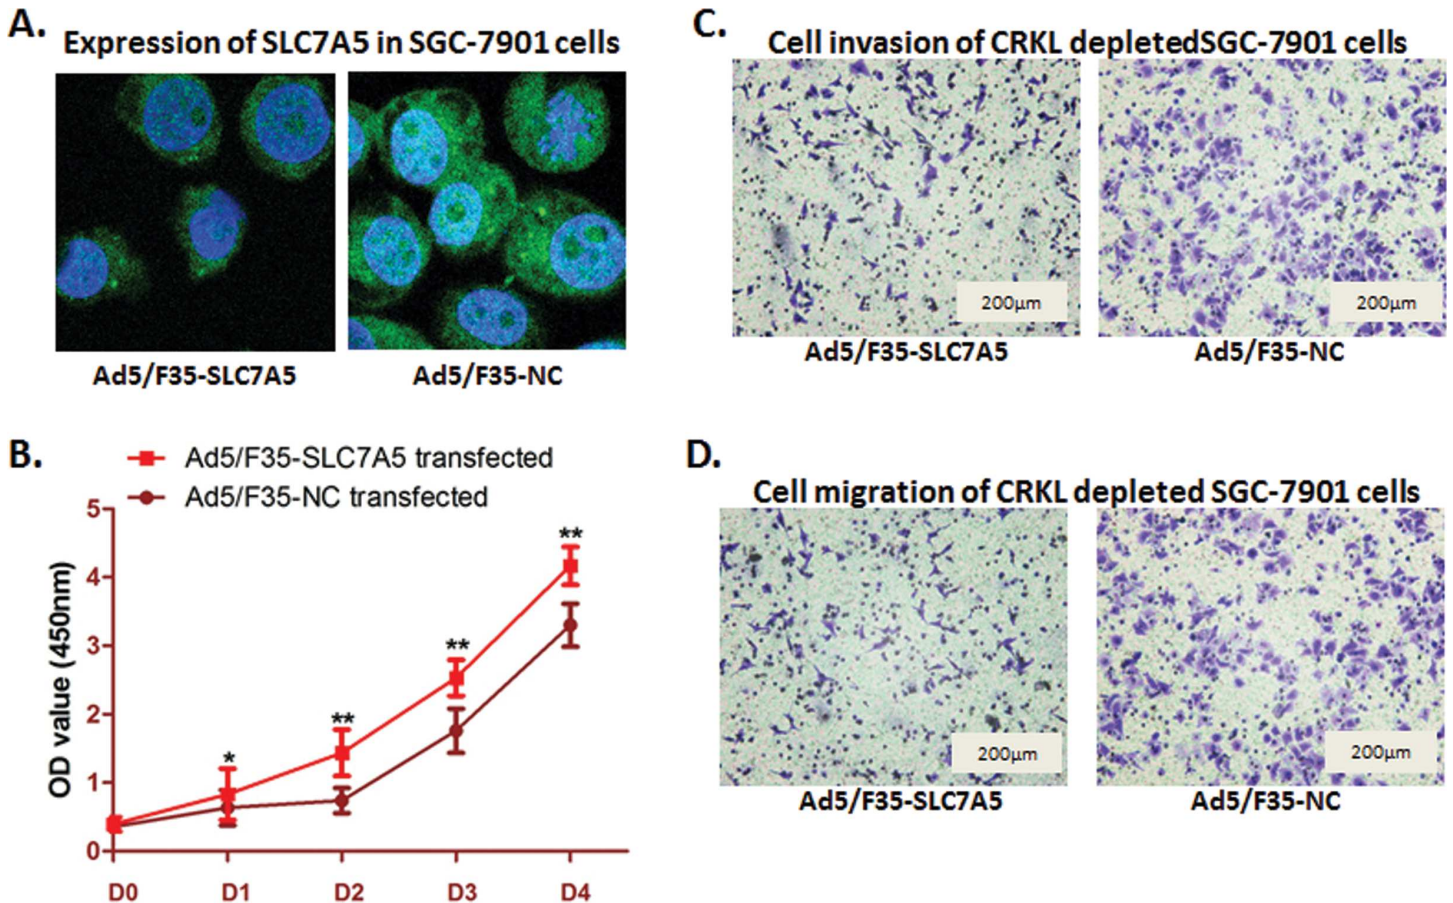 A.
Expression of SLC7A5 in SGC-7901 cells
Ad5/F35-SLC7A5
Ad5/F35-NC
B.
Ad5/F35-SLC7A5 transfected
Ad5/F35-NC transfected
OD value (450nm)
5
4
3
2
1
0
*
**
**
**
D0
D1
D2
D3
D4
C.
Cell invasion of CRKL depletedSGC-7901 cells
200μm
200μm
Ad5/F35-SLC7A5
Ad5/F35-NC
D.
Cell migration of CRKL depleted SGC-7901 cells
200μm
200μm
Ad5/F35-SLC7A5
Ad5/F35-NC